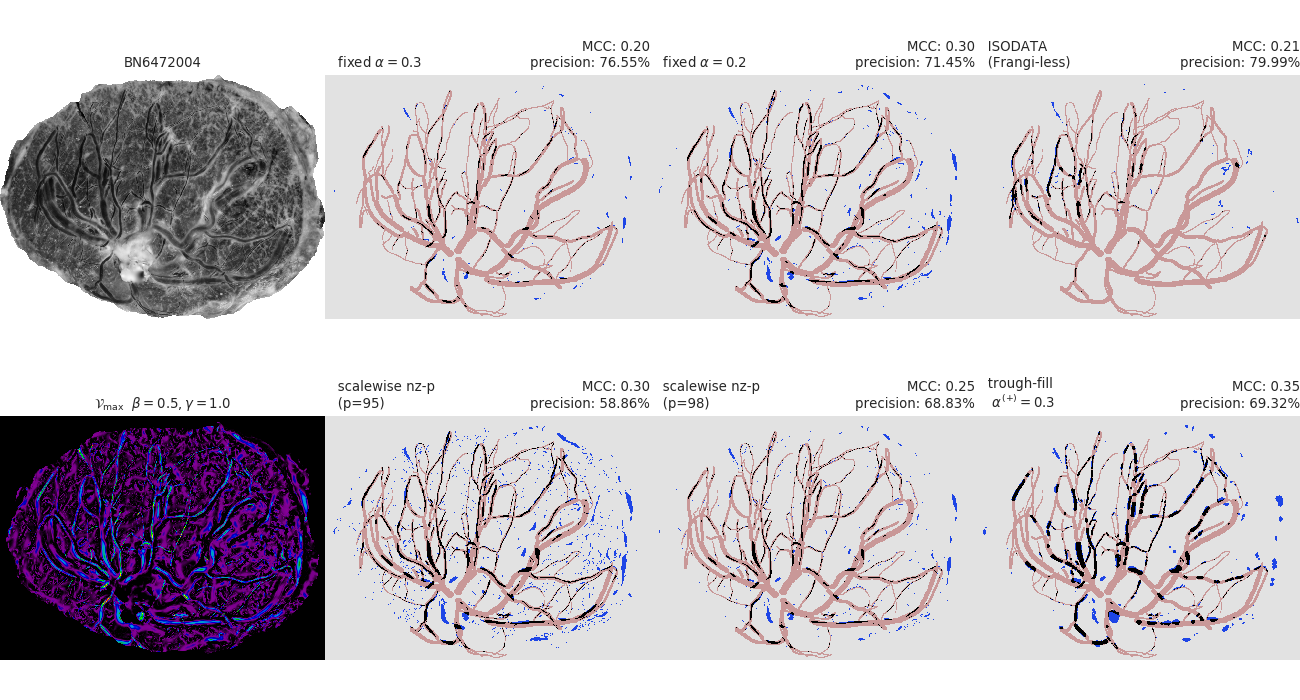 BN6472004
fixed α = 0.3
MCC: 0.20
precision: 76.55%
fixed α = 0.2
MCC: 0.30
precision: 71.45%
ISODATA
(Frangi-less)
MCC: 0.21
precision: 79.99%
𝒱max β = 0.5, γ = 1.0
scalewise nz-p
(p=95)
MCC: 0.30
precision: 58.86%
scalewise nz-p
(p=98)
MCC: 0.25
precision: 68.83%
trough-fill
α(+) = 0.3
MCC: 0.35
precision: 69.32%